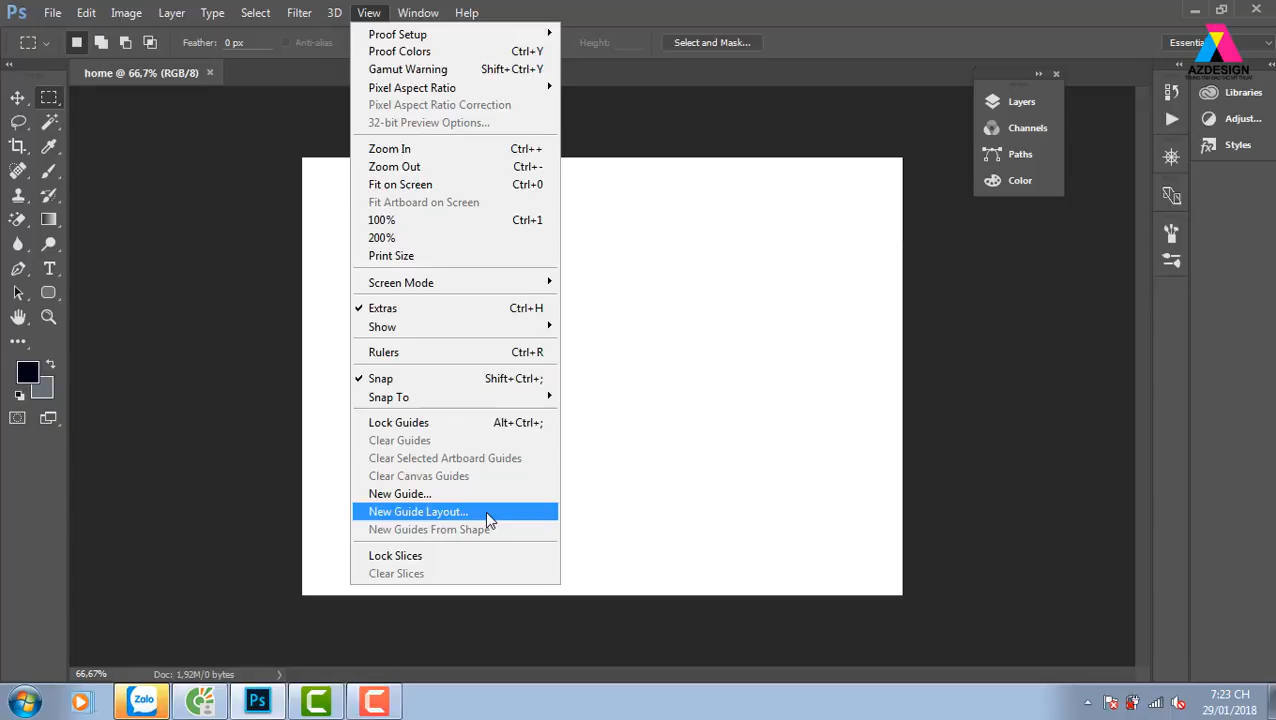 Ps File Edit Image Layer Type Select Filter 3D View Window Help
Feather: 0 px Anti-alias Height: Select and Mask... Essenti
AZDESIGN
home @ 66,7% (RGB/8) ×
Proof Setup
Proof Colors Ctrl+Y
Gamut Warning Shift+Ctrl+Y
Pixel Aspect Ratio
Pixel Aspect Ratio Correction
32-bit Preview Options...
Zoom In Ctrl++
Zoom Out Ctrl+-
Fit on Screen Ctrl+0
Fit Artboard on Screen
100% Ctrl+1
200%
Print Size
Screen Mode
Extras Ctrl+H
Show
Rulers Ctrl+R
Snap Shift+Ctrl+;
Snap To
Lock Guides Alt+Ctrl+;
Clear Guides
Clear Selected Artboard Guides
Clear Canvas Guides
New Guide...
New Guide Layout...
New Guides From Shape
Lock Slices
Clear Slices
Layers
Channels
Paths
Color
Libraries
Adjust...
Styles
66,67% Doc: 1,92M/0 bytes
Zalo
Ps
7:23 CH
29/01/2018